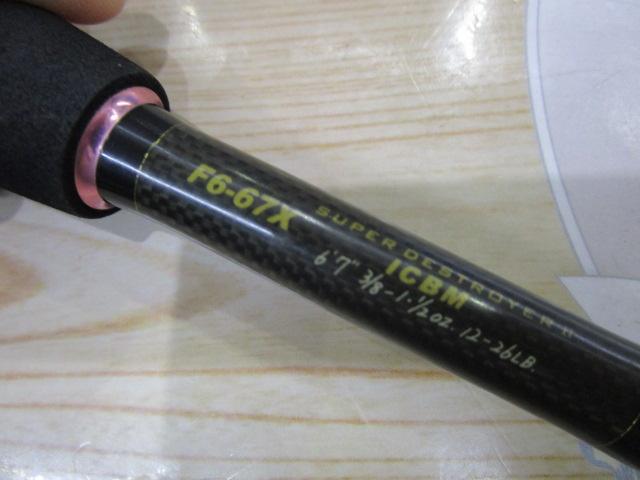 F6-67X
SUPER DESTROYER II
ICBM
6'7" 3/8-1・1/2oz. 12-26LB.